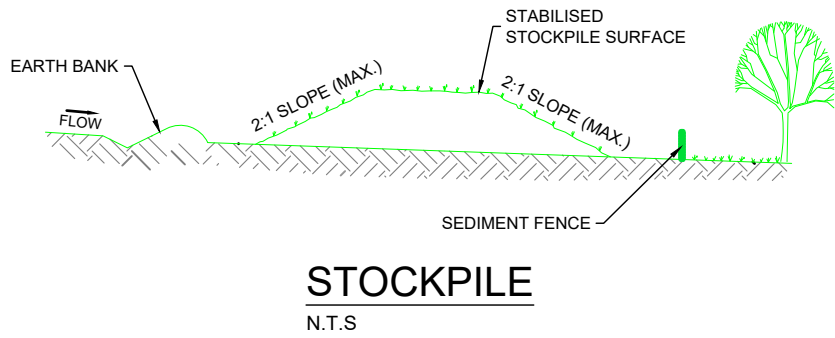 STABILISED
STOCKPILE SURFACE
EARTH BANK
2:1 SLOPE (MAX.)
2:1 SLOPE (MAX.)
FLOW
SEDIMENT FENCE
STOCKPILE
N.T.S